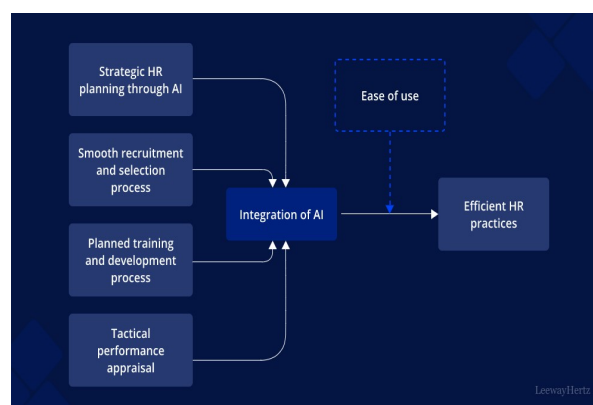 Strategic HR
planning through AI
Smooth recruitment
and selection
process
Planned training
and development
process
Tactical
performance
appraisal
Integration of AI
Ease of use
Efficient HR
practices
LeewayHertz